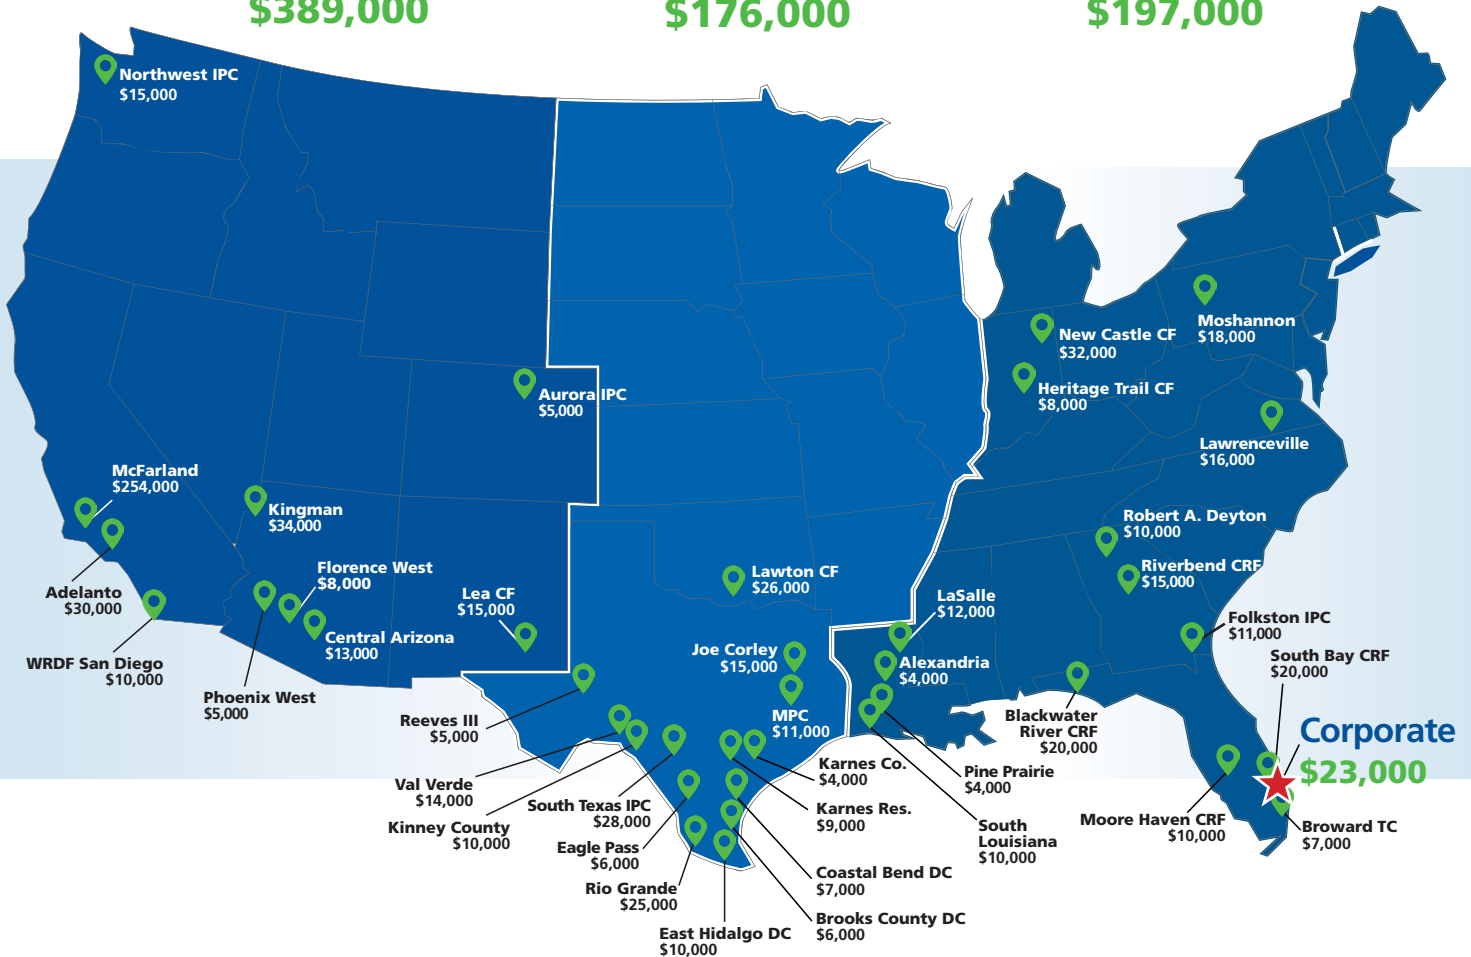 $389,000
$176,000
$197,000
Northwest IPC
$15,000
Aurora IPC
$5,000
McFarland
$254,000
Kingman
$34,000
Adelanto
$30,000
Florence West
$8,000
Lea CF
$15,000
Central Arizona
$13,000
WRDF San Diego
$10,000
Phoenix West
$5,000
Lawton CF
$26,000
Joe Corley
$15,000
MPC
$11,000
Reeves III
$5,000
Val Verde
$14,000
Kinney County
$10,000
South Texas IPC
$28,000
Eagle Pass
$6,000
Rio Grande
$25,000
East Hidalgo DC
$10,000
Karnes Co.
$4,000
Karnes Res.
$9,000
Coastal Bend DC
$7,000
Brooks County DC
$6,000
New Castle CF
$32,000
Heritage Trail CF
$8,000
Moshannon
$18,000
Lawrenceville
$16,000
Robert A. Deyton
$10,000
Riverbend CRF
$15,000
LaSalle
$12,000
Alexandria
$4,000
Folkston IPC
$11,000
South Bay CRF
$20,000
Blackwater
River CRF
$20,000
Pine Prairie
$4,000
South
Louisiana
$10,000
Corporate
$23,000
Moore Haven CRF
$10,000
Broward TC
$7,000